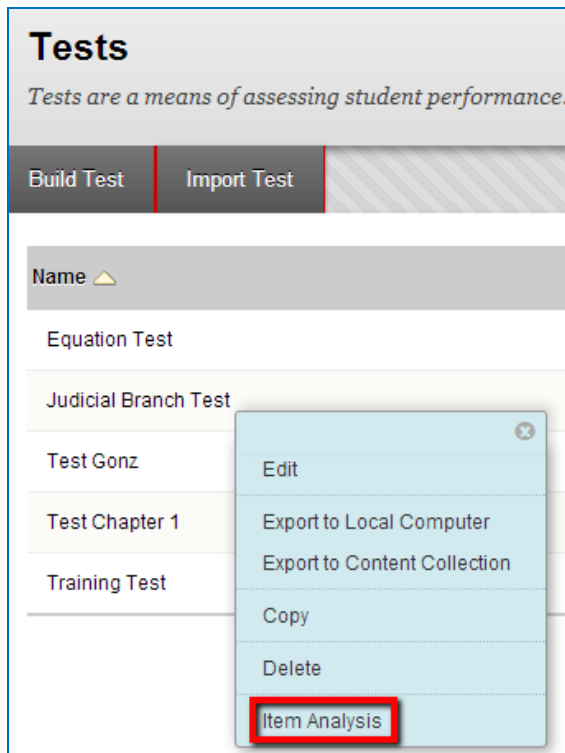 Tests
Tests are a means of assessing student performance.
Build Test
Import Test
Name
Equation Test
Judicial Branch Test
Test Gonz
Test Chapter 1
Training Test
Edit
Export to Local Computer
Export to Content Collection
Copy
Delete
Item Analysis